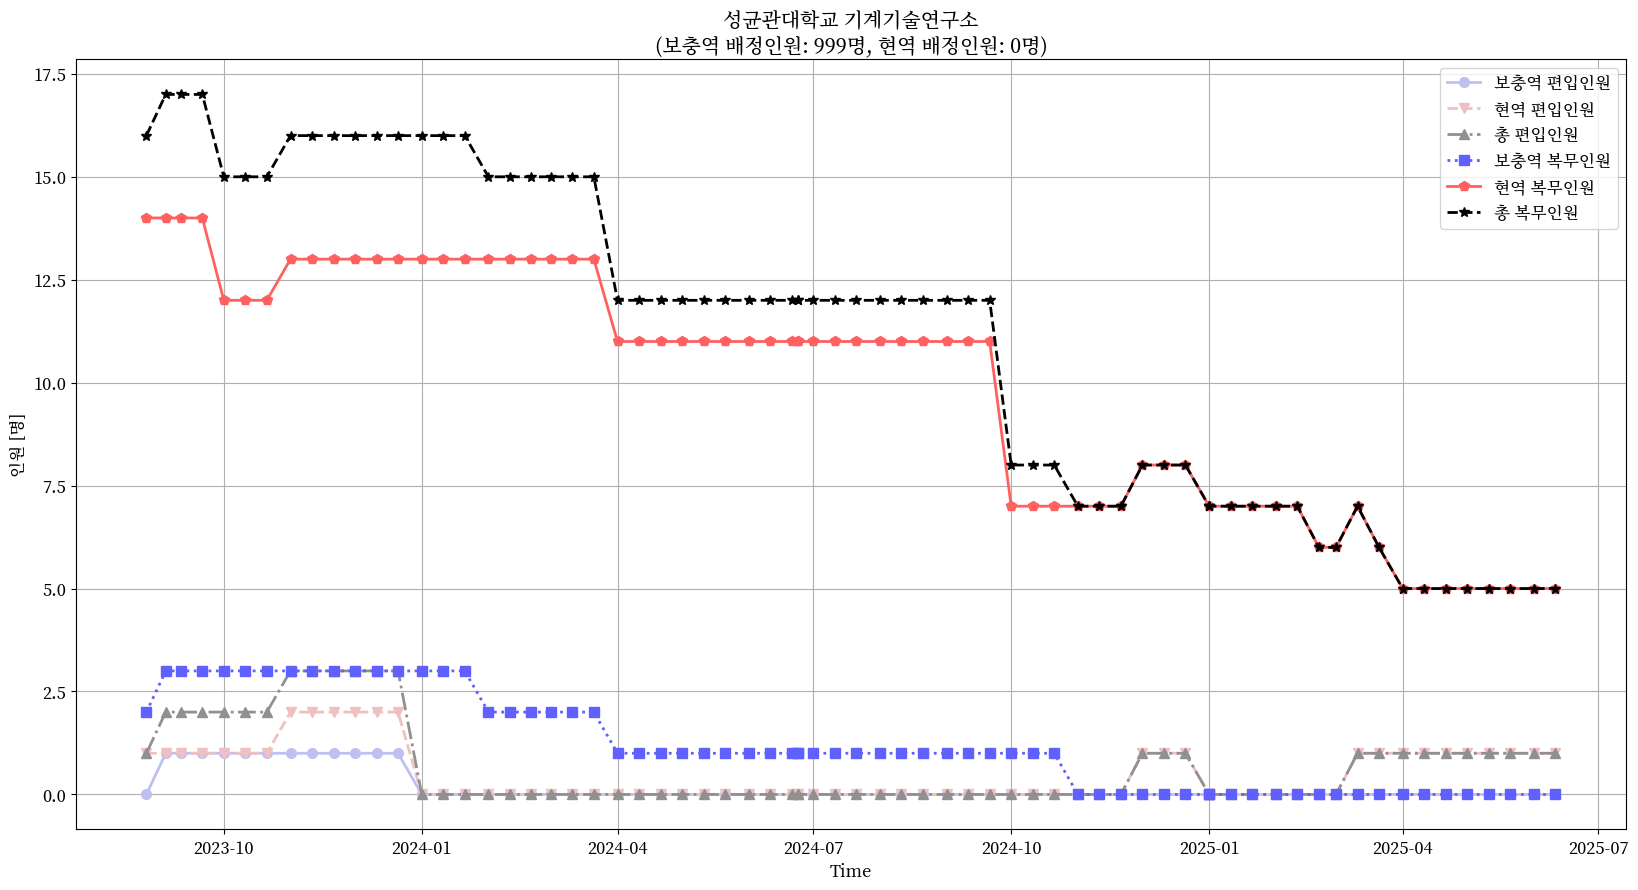 성균관대학교 기계기술연구소
(보충역 배정인원: 999명, 현역 배정인원: 0명)
17.5
15.0
12.5
10.0
7.5
5.0
2.5
0.0
인원 [명]
보충역 편입인원
현역 편입인원
총 편입인원
보충역 복무인원
현역 복무인원
총 복무인원
2023-10
2024-01
2024-04
2024-07
2024-10
2025-01
2025-04
2025-07
Time